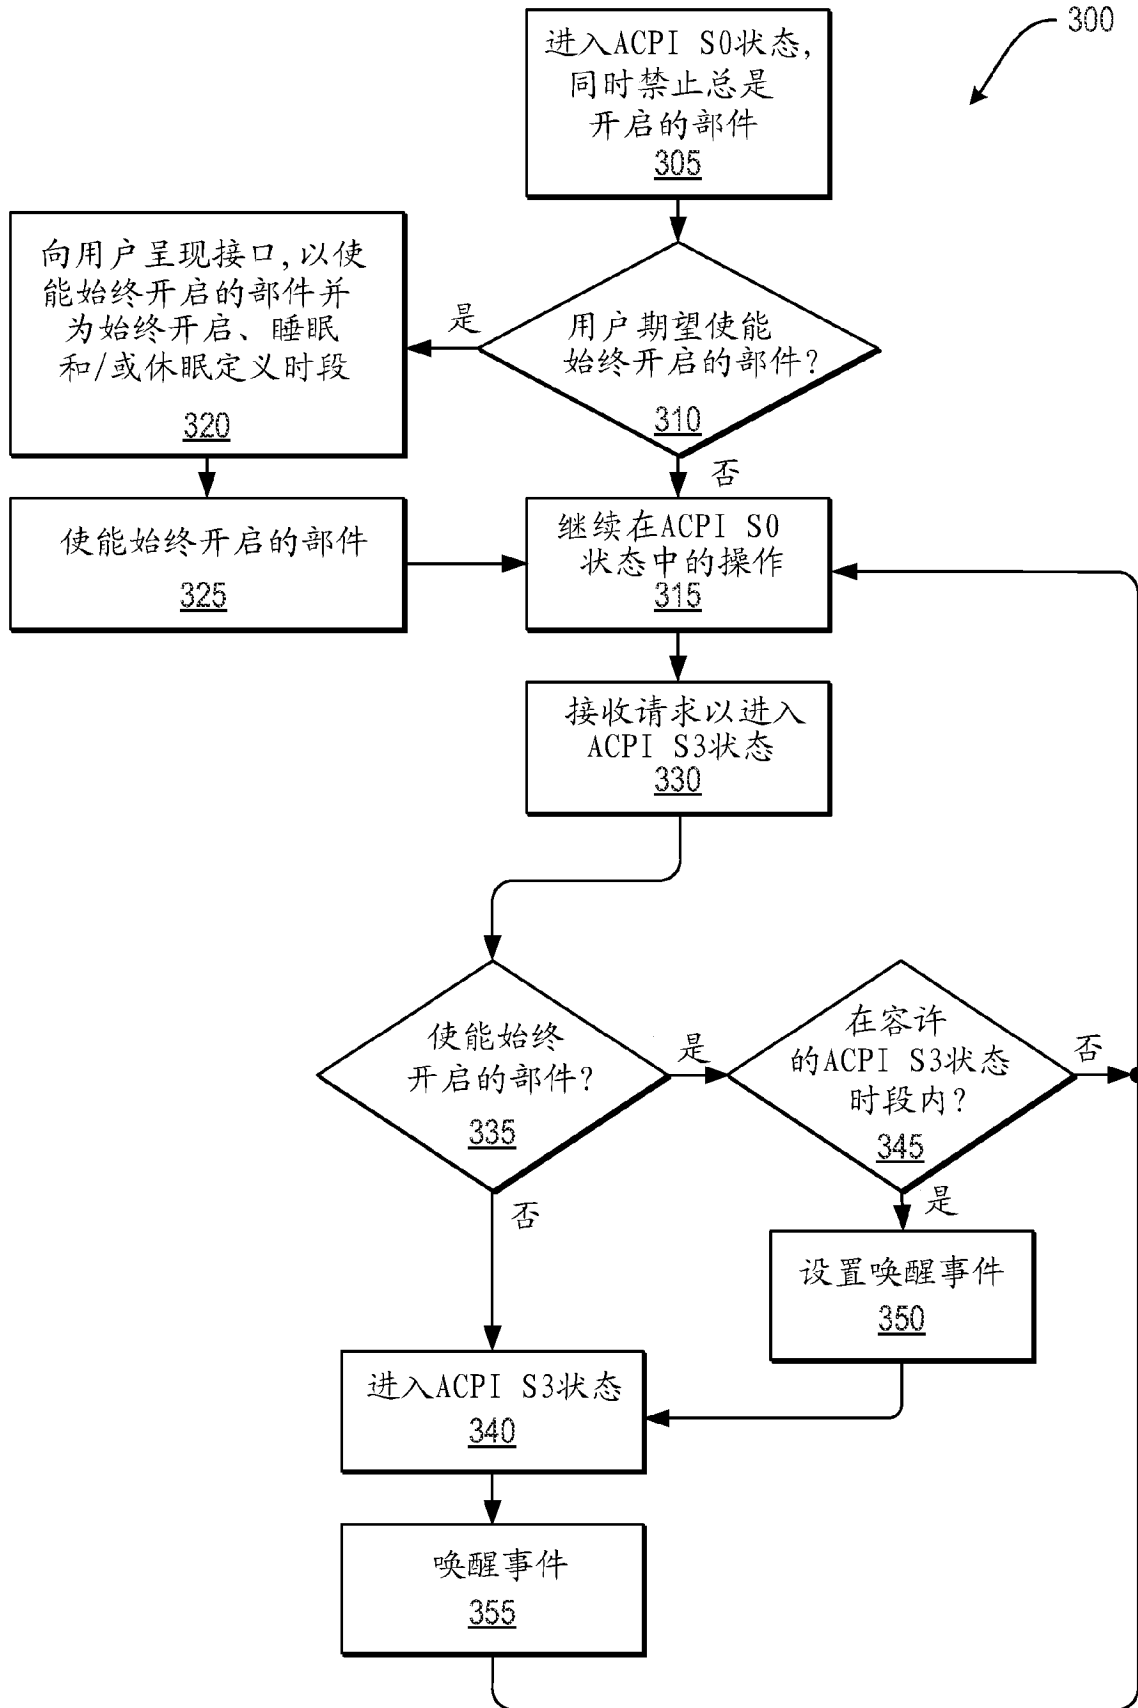 300
进入ACPI S0状态,
同时禁止总是
开启的部件
305
向用户呈现接口,以使
能始终开启的部件并
为始终开启、睡眠
和/或休眠定义时段
320
是
用户期望使能
始终开启的部件?
310
否
使能始终开启的部件
325
继续在ACPI S0
状态中的操作
315
接收请求以进入
ACPI S3状态
330
使能始终
开启的部件?
335
是
在容许
的ACPI S3状态
时段内?
345
否
否
是
设置唤醒事件
350
进入ACPI S3状态
340
唤醒事件
355